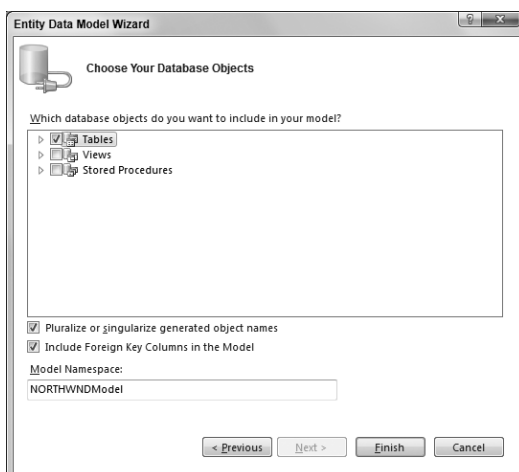 Entity Data Model Wizard
Choose Your Database Objects
Which database objects do you want to include in your model?
Tables
Views
Stored Procedures
Pluralize or singularize generated object names
Include Foreign Key Columns in the Model
Model Namespace:
NORTHWNDModel
< Previous
Next >
Finish
Cancel